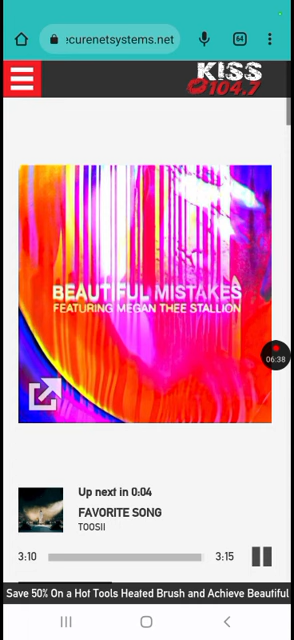 :ecurenetsystems.net
64
KISS
104.7
BEAUTIFUL MISTAKES
FEATURING MEGAN THEE STALLION
06:38
Up next in 0:04
FAVORITE SONG
TOOSII
3:10
3:15
Save 50% On a Hot Tools Heated Brush and Achieve Beautiful